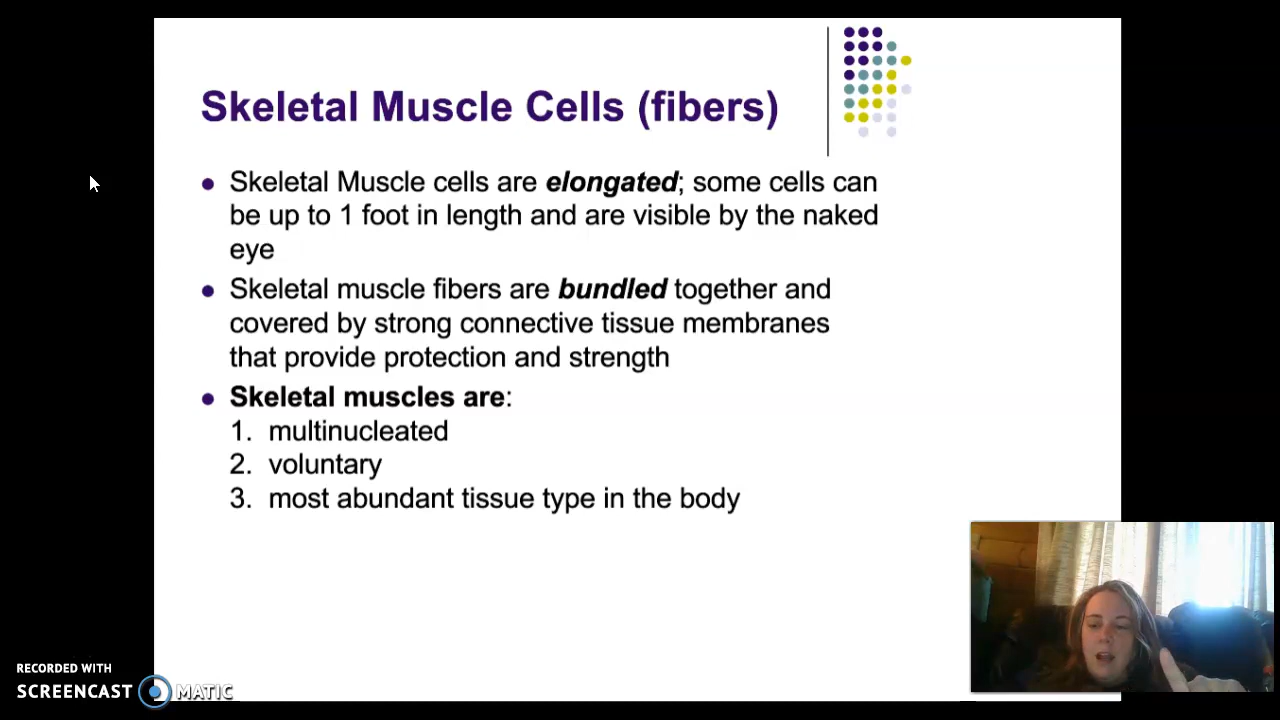 Skeletal Muscle Cells (fibers)
● Skeletal Muscle cells are elongated; some cells can
be up to 1 foot in length and are visible by the naked
eye
● Skeletal muscle fibers are bundled together and
covered by strong connective tissue membranes
that provide protection and strength
● Skeletal muscles are:
1. multinucleated
2. voluntary
3. most abundant tissue type in the body
RECORDED WITH
SCREENCAST MATIC